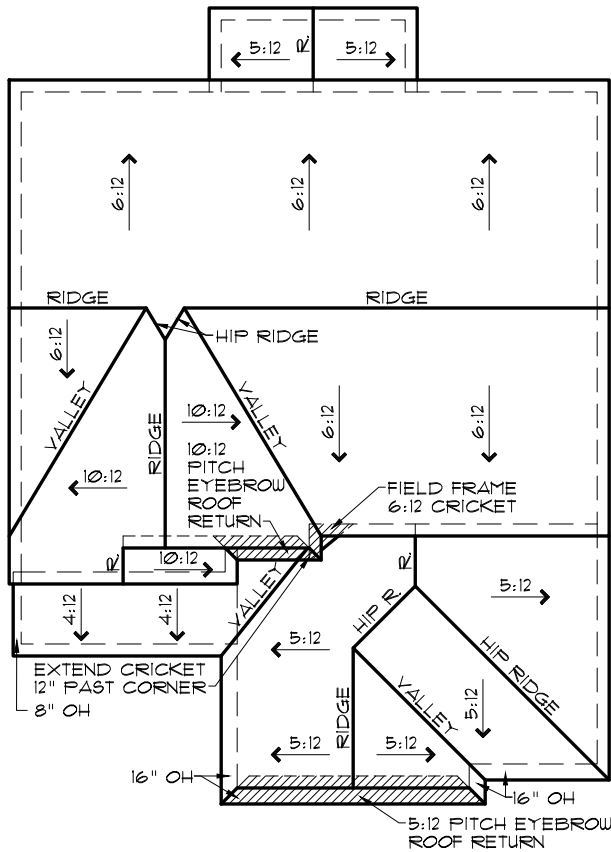 5:12
R.
5:12
6:12
6:12
6:12
RIDGE
RIDGE
HIP RIDGE
6:12
VALLEY
RIDGE
10:12
VALLEY
6:12
6:12
10:12
10:12
PITCH
EYEBROW
ROOF
RETURN
FIELD FRAME
6:12 CRICKET
R.
10:12
R.
4:12
4:12
VALLEY
HIP R.
5:12
5:12
EXTEND CRICKET
12" PAST CORNER
8" OH
HIP RIDGE
RIDGE
VALLEY
5:12
5:12
5:12
16" OH
16" OH
5:12 PITCH EYEBROW
ROOF RETURN